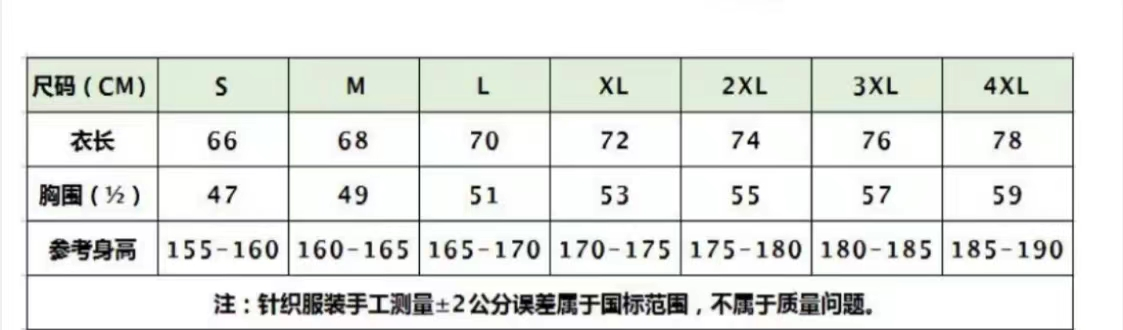 尺码（CM） S M L XL 2XL 3XL 4XL
衣长 66 68 70 72 74 76 78
胸围（½） 47 49 51 53 55 57 59
参考身高 155-160 160-165 165-170 170-175 175-180 180-185 185-190
注：针织服装手工测量±2公分误差属于国标范围，不属于质量问题。